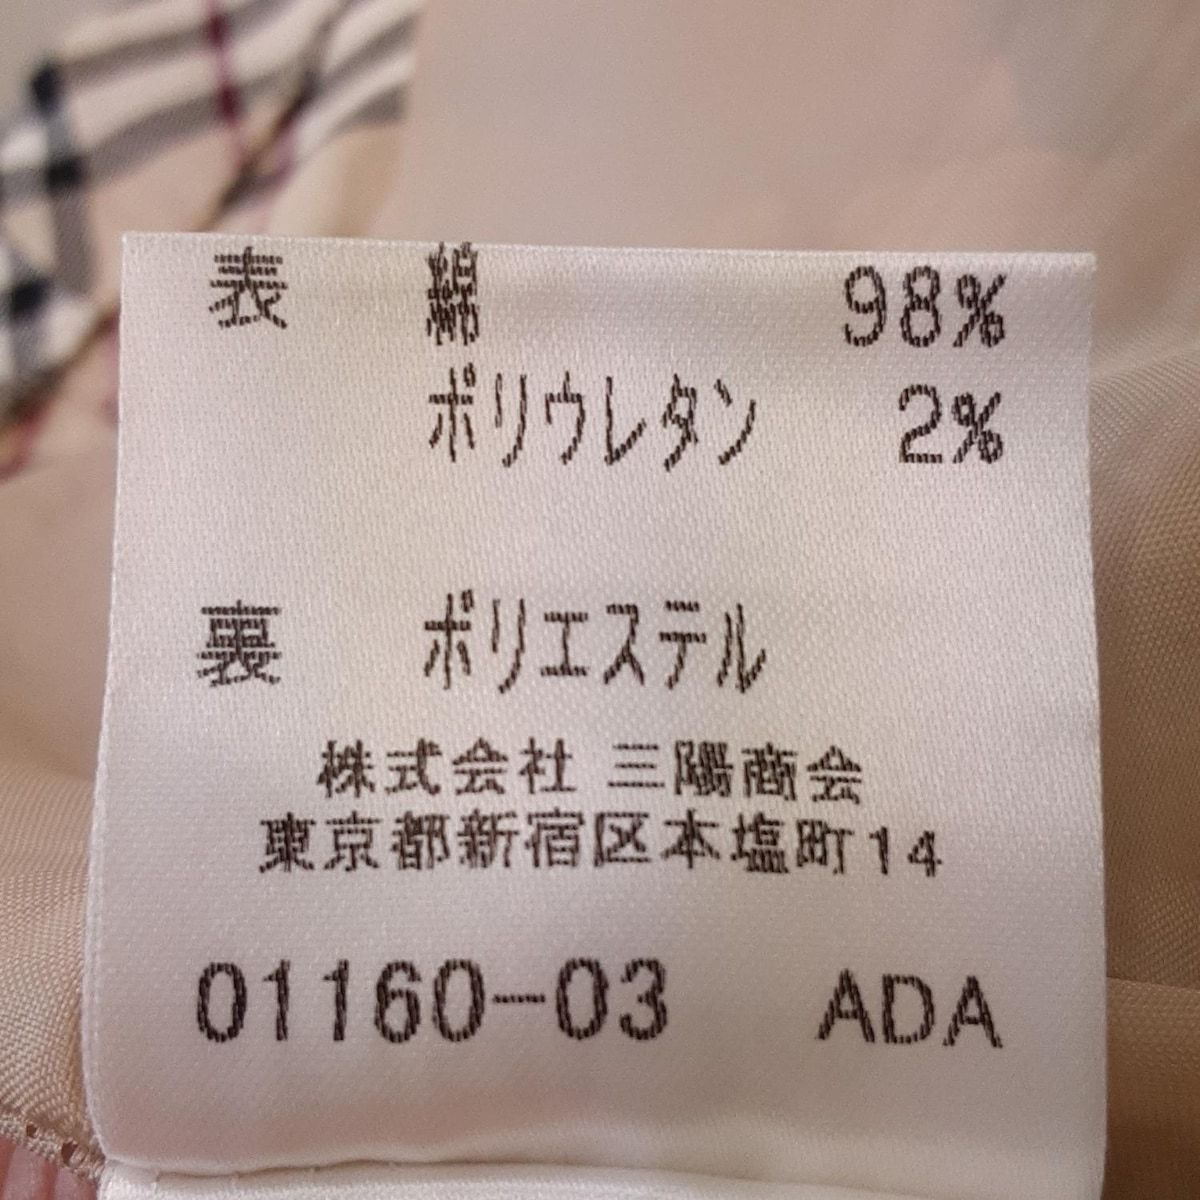 表 綿 98%
ポリウレタン 2%
裏 ポリエステル
株式会社 三陽商会
東京都新宿区本塩町14
01160-03 ADA